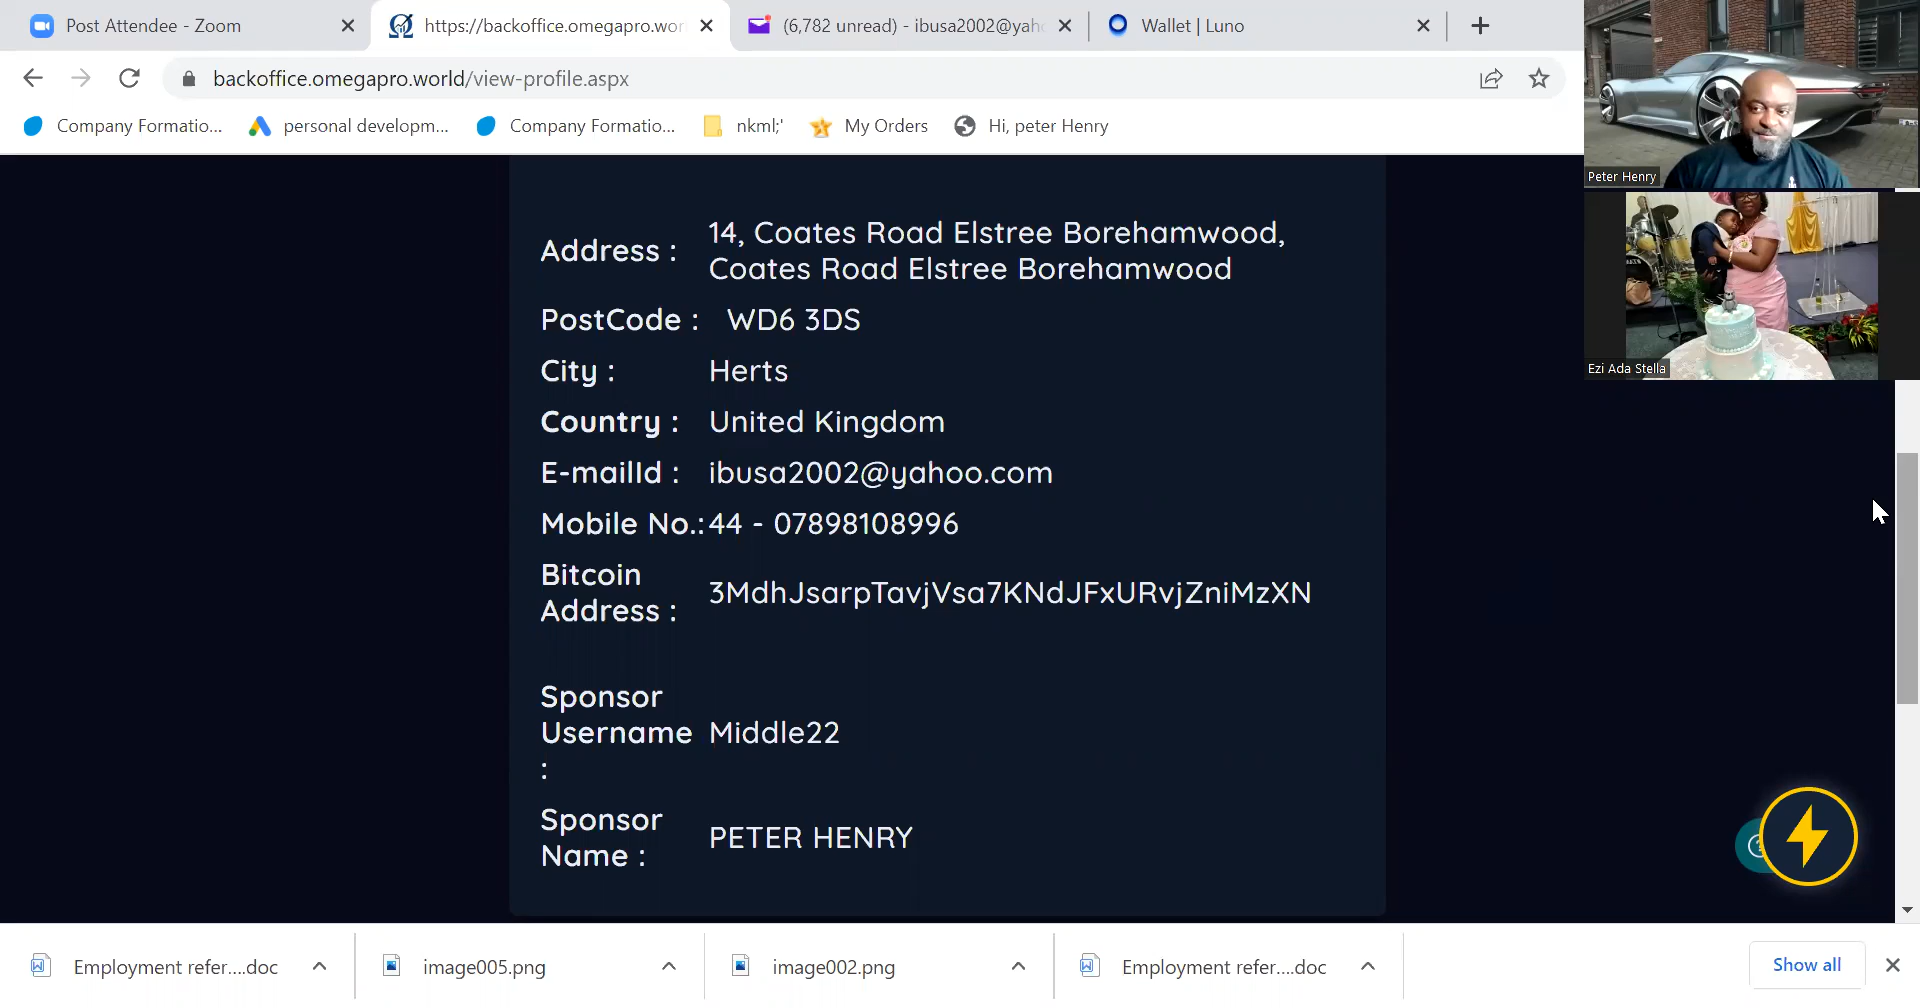 Post Attendee - Zoom
https://backoffice.omegapro.wor
(6,782 unread) - ibusa2002@yah
Wallet | Luno
backoffice.omegapro.world/view-profile.aspx
Company Formatio...
personal developm...
Company Formatio...
nkml;'
My Orders
Hi, peter Henry
Peter Henry
Ezi Ada Stella
Address :
14, Coates Road Elstree Borehamwood,
Coates Road Elstree Borehamwood
PostCode : WD6 3DS
City : Herts
Country : United Kingdom
E-mailId : ibusa2002@yahoo.com
Mobile No.: 44 - 07898108996
Bitcoin
Address :
3MdhJsarpTavjVsa7KNdJFxURvjZniMzXN
Sponsor
Username
:
Middle22
Sponsor
Name :
PETER HENRY
Employment refer....doc
image005.png
image002.png
Employment refer....doc
Show all